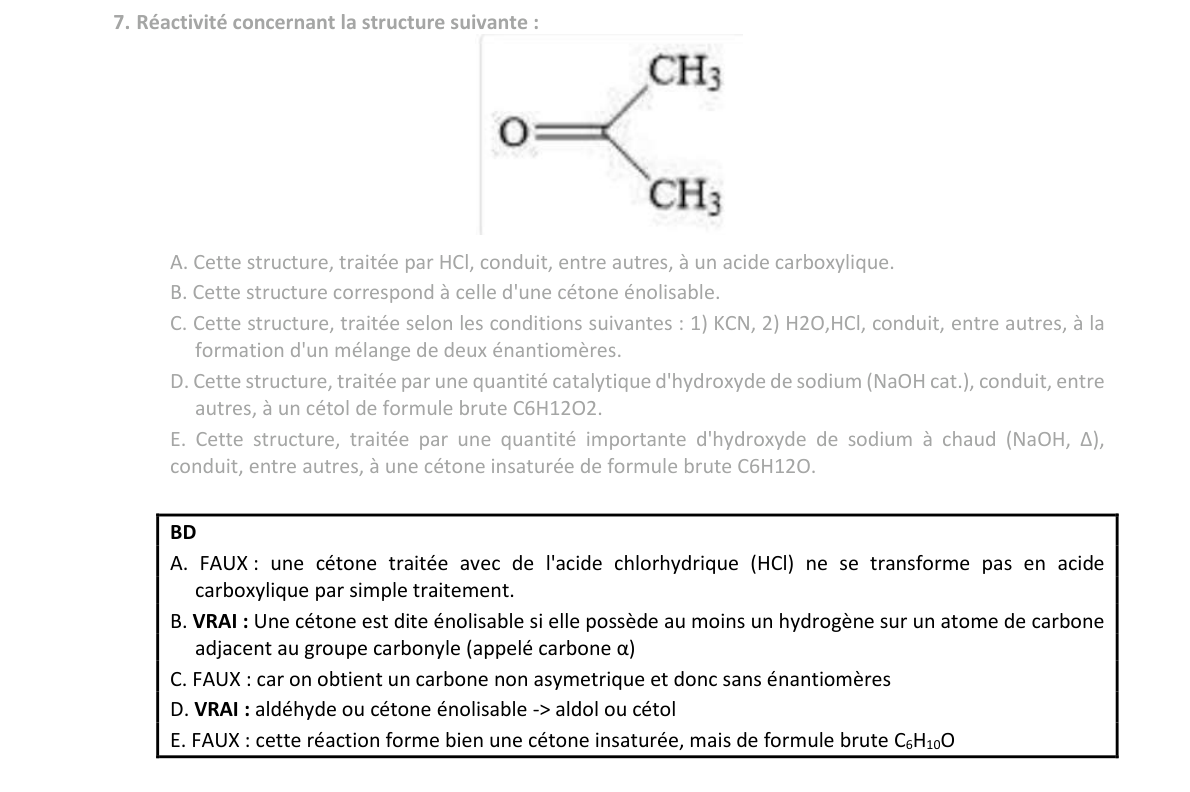 7. Réactivité concernant la structure suivante :
CH3
O
CH3
A. Cette structure, traitée par HCl, conduit, entre autres, à un acide carboxylique.
B. Cette structure correspond à celle d'une cétone énolisable.
C. Cette structure, traitée selon les conditions suivantes : 1) KCN, 2) H2O,HCl, conduit, entre autres, à la
formation d'un mélange de deux énantiomères.
D. Cette structure, traitée par une quantité catalytique d'hydroxyde de sodium (NaOH cat.), conduit, entre
autres, à un cétol de formule brute C6H12O2.
E. Cette structure, traitée par une quantité importante d'hydroxyde de sodium à chaud (NaOH, Δ),
conduit, entre autres, à une cétone insaturée de formule brute C6H12O.
BD
A. FAUX : une cétone traitée avec de l'acide chlorhydrique (HCl) ne se transforme pas en acide
carboxylique par simple traitement.
B. VRAI : Une cétone est dite énolisable si elle possède au moins un hydrogène sur un atome de carbone
adjacent au groupe carbonyle (appelé carbone α)
C. FAUX : car on obtient un carbone non asymetrique et donc sans énantiomères
D. VRAI : aldéhyde ou cétone énolisable -> aldol ou cétol
E. FAUX : cette réaction forme bien une cétone insaturée, mais de formule brute C₆H₁₀O